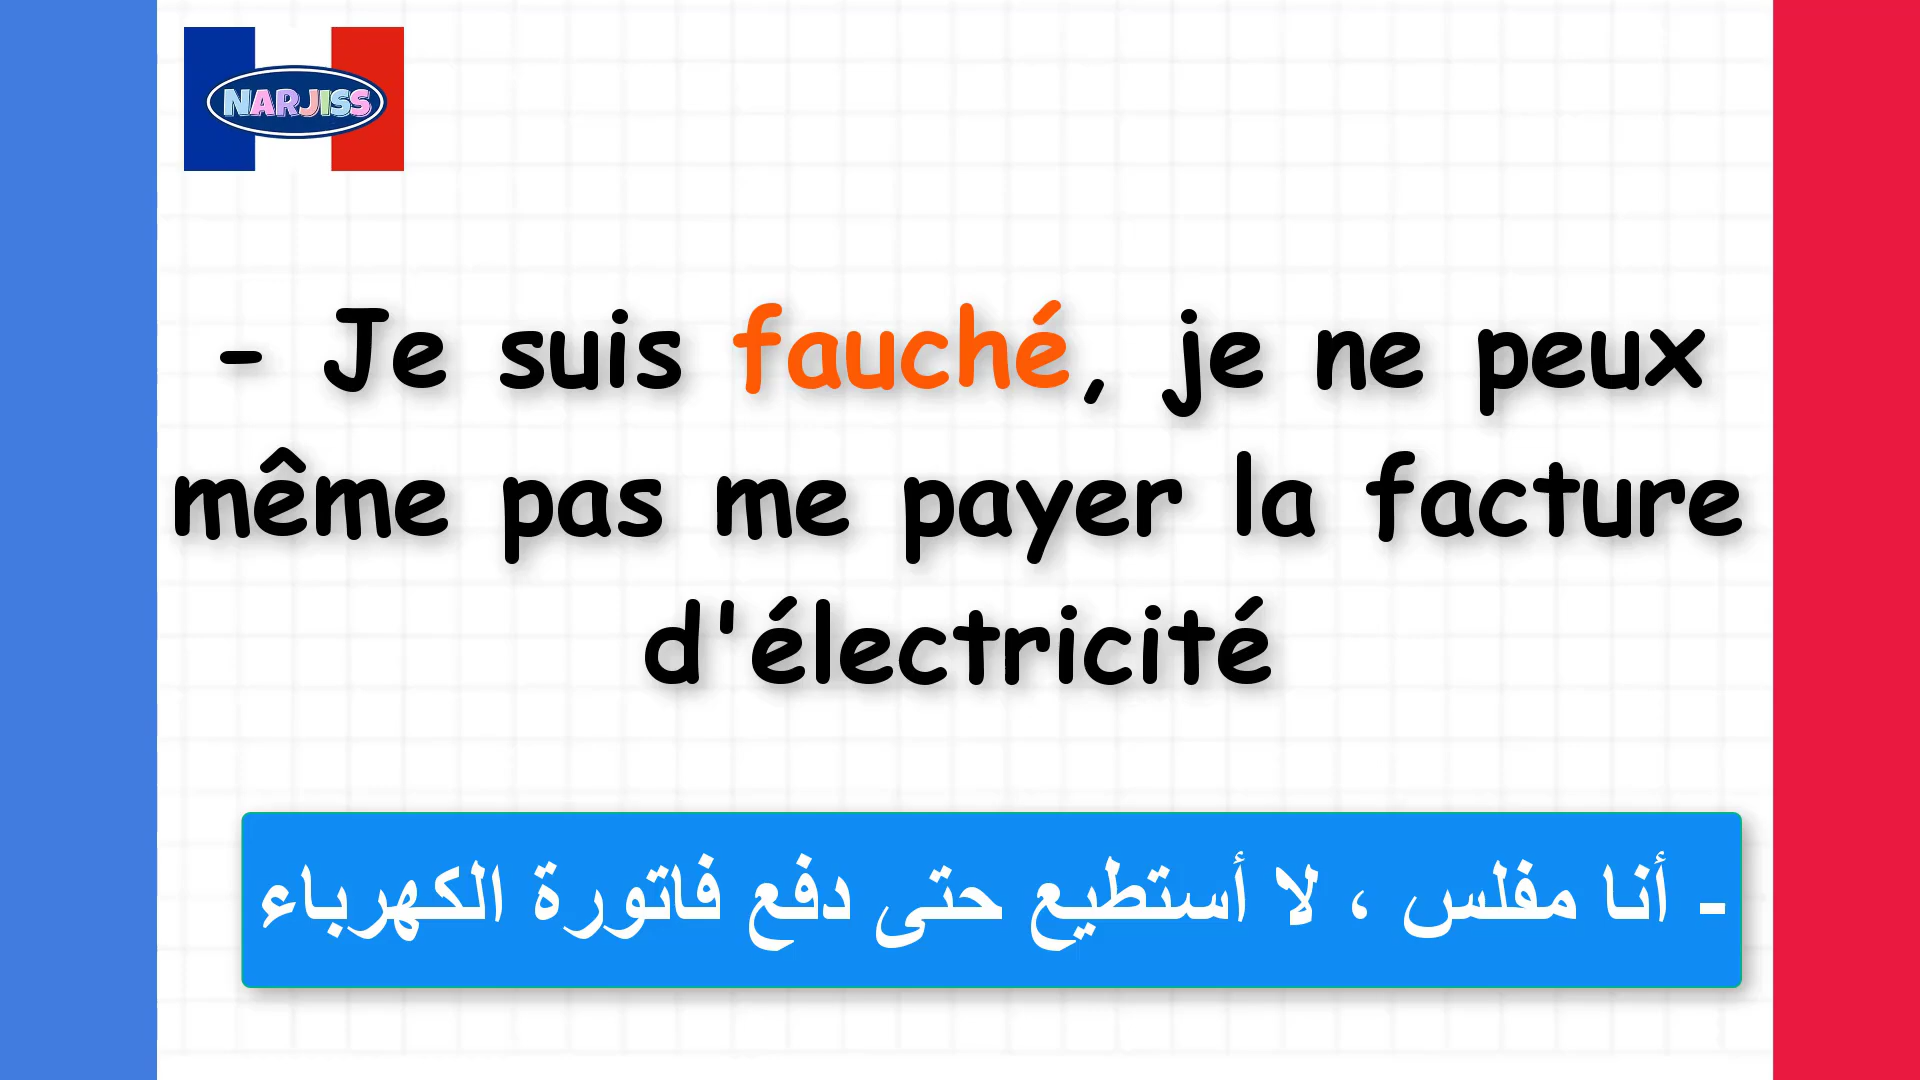 NARJISS
- Je suis fauché, je ne peux
même pas me payer la facture
d'électricité
- أنا مفلس ، لا أستطيع حتى دفع فاتورة الكهرباء